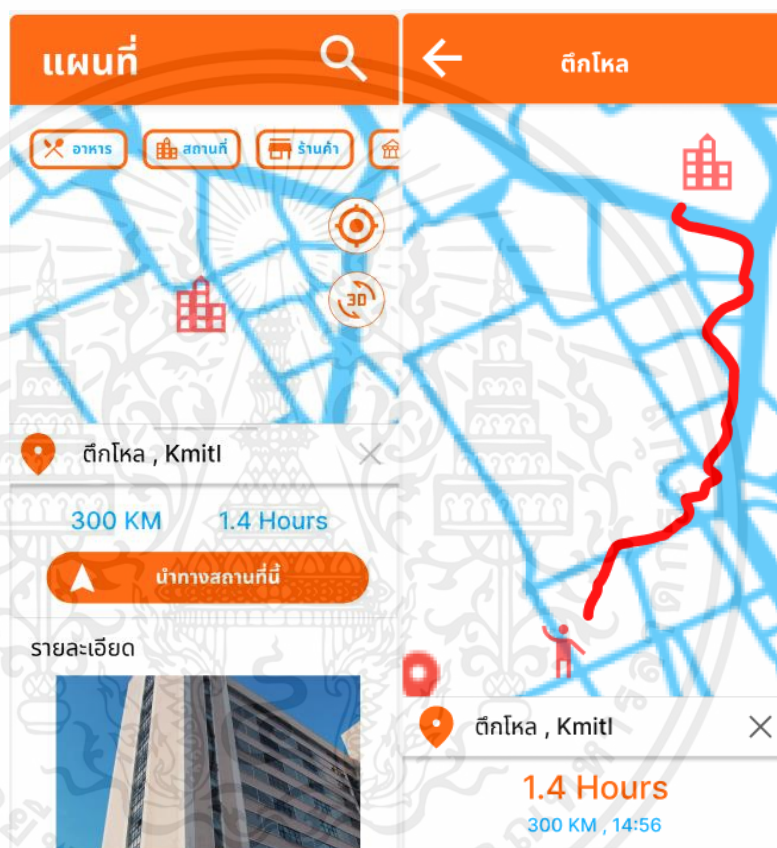 แผนที่
อาหาร
สถานที่
ร้านค้า
3D
ตึกโหล , Kmitl
300 KM
1.4 Hours
นำทางสถานที่นี้
รายละเอียด
ตึกโหล
ตึกโหล , Kmitl
1.4 Hours
300 KM , 14:56